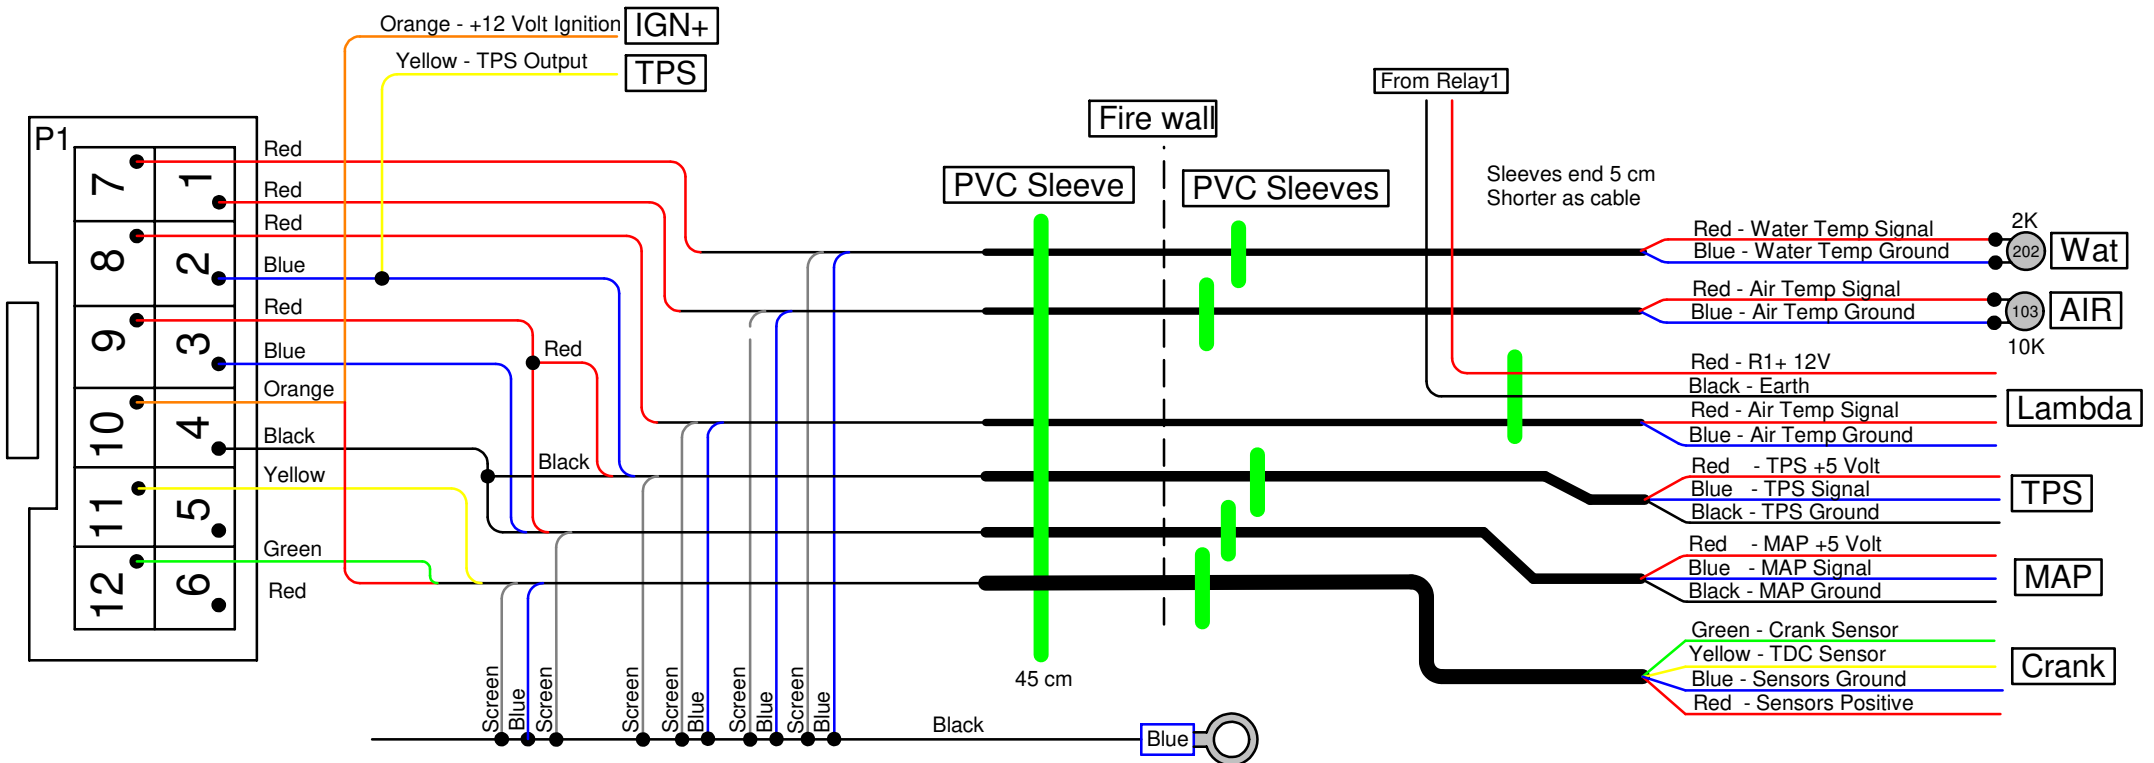 Orange - +12 Volt Ignition
IGN+
Yellow - TPS Output
TPS
From Relay1
Fire wall
P1
Red
7
1
Red
Red
8
2
Blue
Red
9
3
Blue
Red
Orange
10
4
Black
Black
Yellow
11
5
Green
12
6
Red
PVC Sleeve
PVC Sleeves
Sleeves end 5 cm
Shorter as cable
45 cm
Red - Water Temp Signal
Blue - Water Temp Ground
2K
202
Wat
Red - Air Temp Signal
Blue - Air Temp Ground
103
AIR
10K
Red - R1+ 12V
Black - Earth
Red - Air Temp Signal
Blue - Air Temp Ground
Lambda
Red - TPS +5 Volt
Blue - TPS Signal
Black - TPS Ground
TPS
Red - MAP +5 Volt
Blue - MAP Signal
Black - MAP Ground
MAP
Green - Crank Sensor
Yellow - TDC Sensor
Blue - Sensors Ground
Red - Sensors Positive
Crank
Screen
Blue
Screen
Screen
Screen
Blue
Screen
Blue
Screen
Blue
Black
Blue